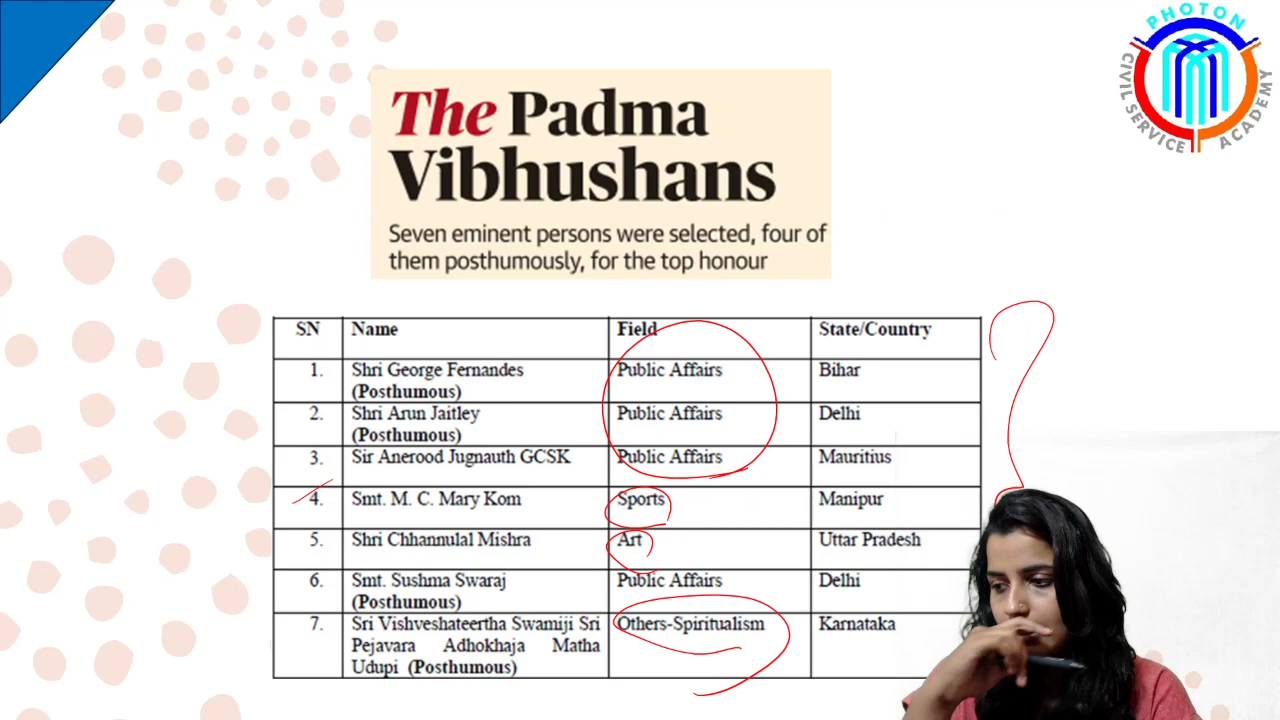 PHOTON
CIVIL SERVICE ACADEMY
The Padma
Vibhushans
Seven eminent persons were selected, four of
them posthumously, for the top honour
SN Name Field State/Country
1. Shri George Fernandes Public Affairs Bihar
(Posthumous)
2. Shri Arun Jaitley Public Affairs Delhi
(Posthumous)
3. Sir Anerood Jugnauth GCSK Public Affairs Mauritius
4. Smt. M. C. Mary Kom Sports Manipur
5. Shri Chhannulal Mishra Art Uttar Pradesh
6. Smt. Sushma Swaraj Public Affairs Delhi
(Posthumous)
7. Sri Vishveshateertha Swamiji Sri Others-Spiritualism Karnataka
Pejavara Adhokhaja Matha
Udupi (Posthumous)